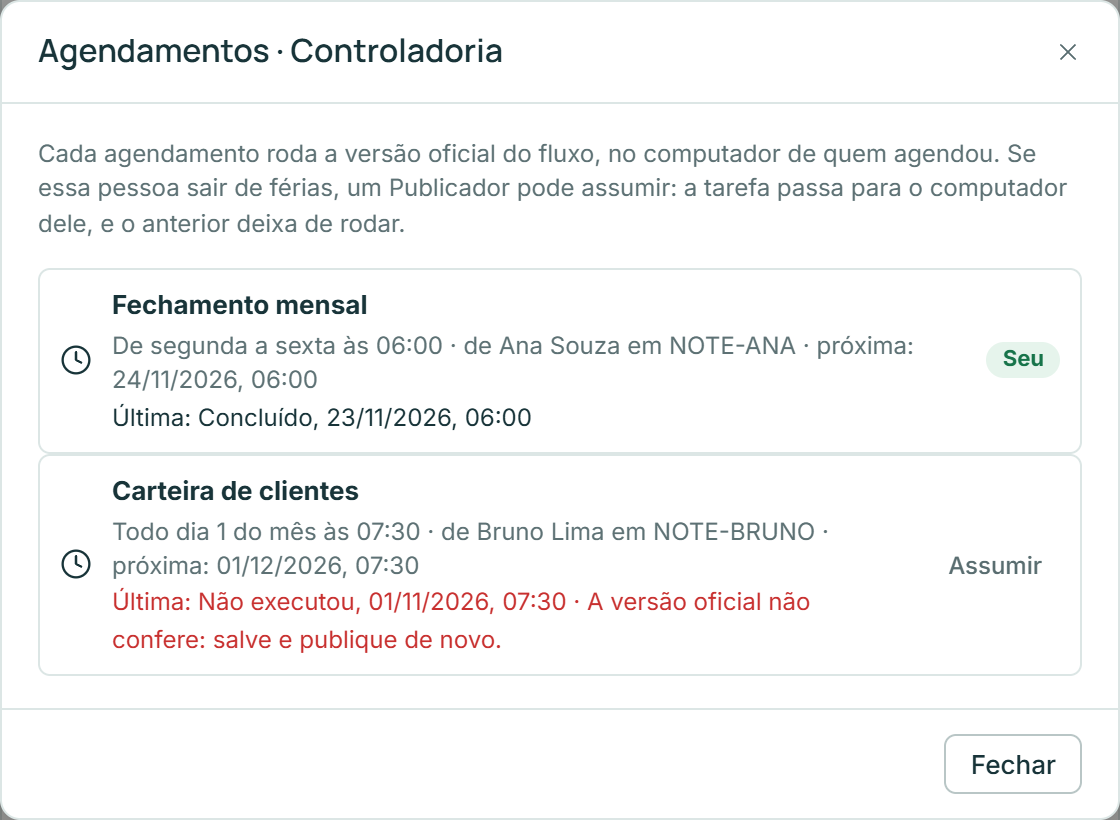 Agendamentos · Controladoria
Cada agendamento roda a versão oficial do fluxo, no computador de quem agendou. Se
essa pessoa sair de férias, um Publicador pode assumir: a tarefa passa para o computador
dele, e o anterior deixa de rodar.
Fechamento mensal
De segunda a sexta às 06:00 · de Ana Souza em NOTE-ANA · próxima:
24/11/2026, 06:00
Última: Concluído, 23/11/2026, 06:00
Seu
Carteira de clientes
Todo dia 1 do mês às 07:30 · de Bruno Lima em NOTE-BRUNO ·
próxima: 01/12/2026, 07:30
Última: Não executou, 01/11/2026, 07:30 · A versão oficial não
confere: salve e publique de novo.
Assumir
Fechar